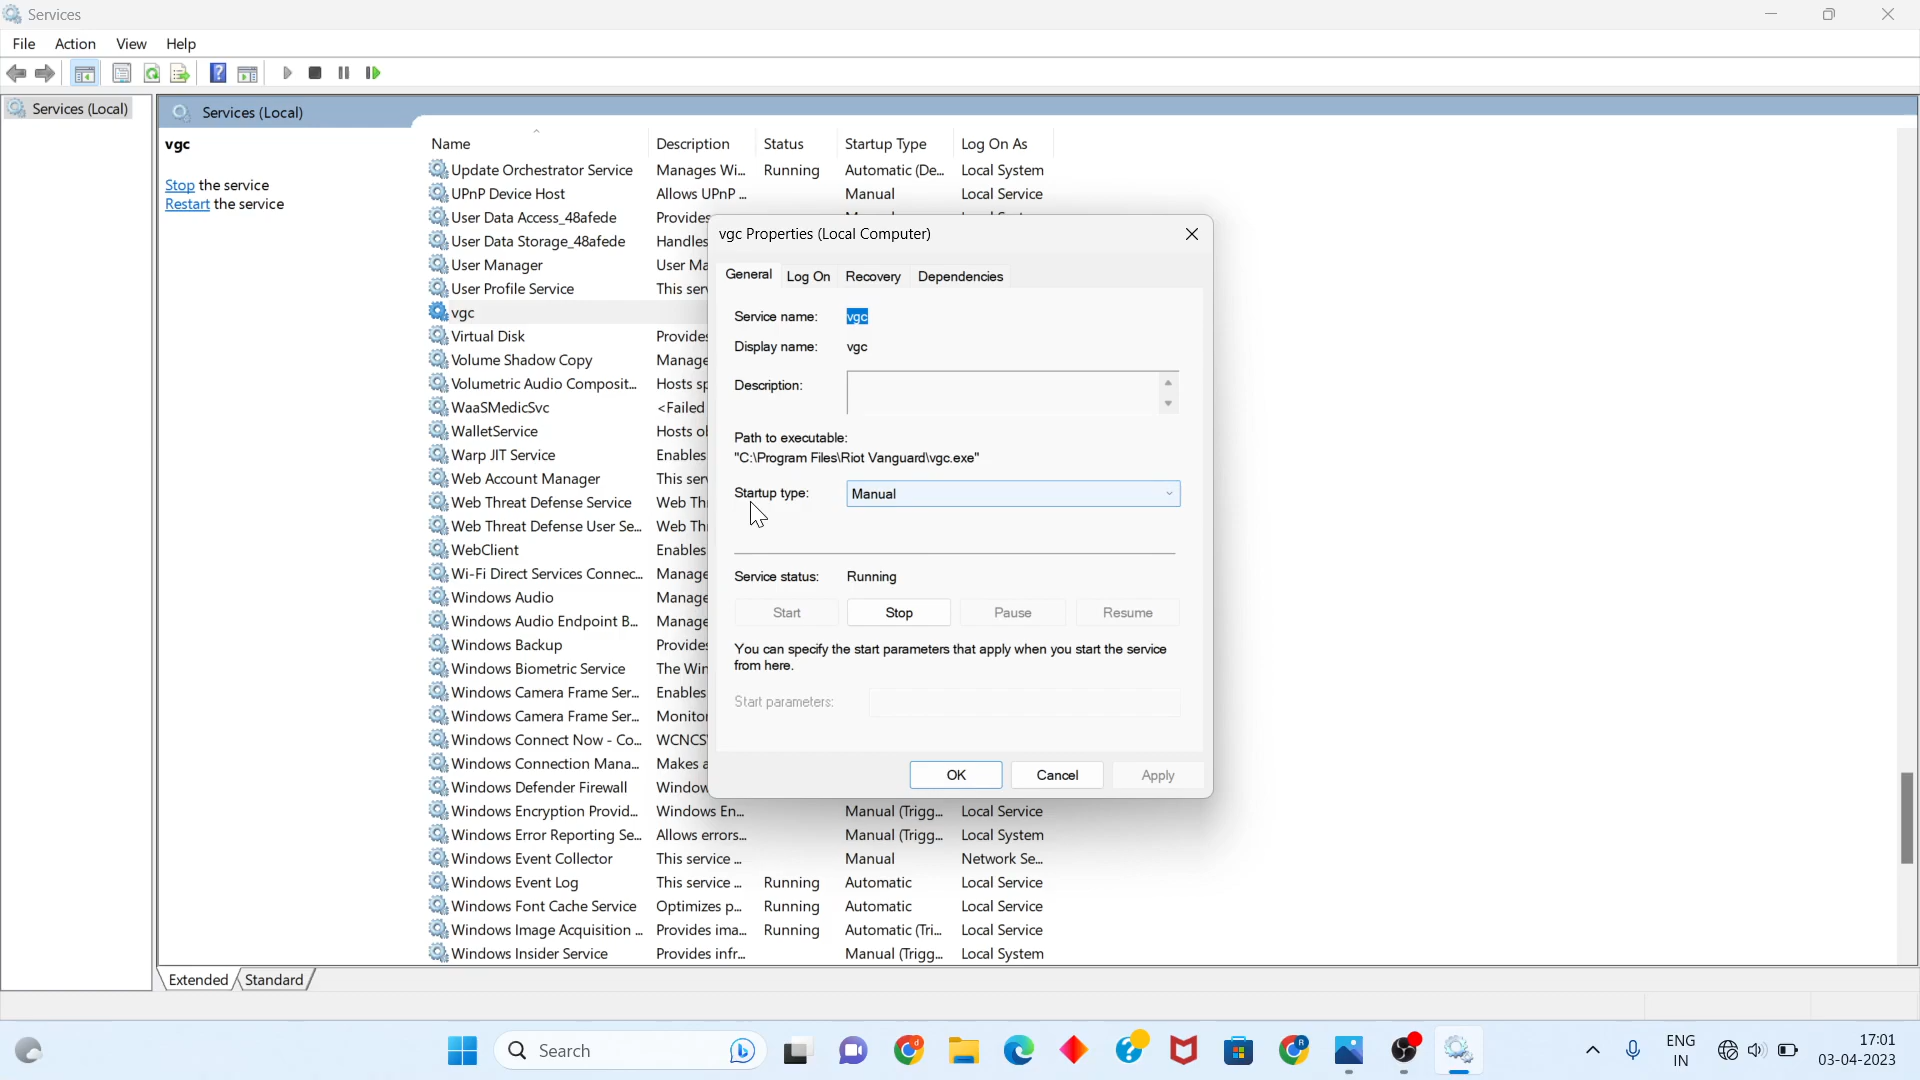 Services
File Action View Help
Services (Local)
Services (Local)
vgc
Stop the service
Restart the service
Name Description Status Startup Type Log On As
Update Orchestrator Service Manages Wi... Running Automatic (De... Local System
UPnP Device Host Allows UPnP ... Manual Local Service
User Data Access_48afede Provides
User Data Storage_48afede Handles
User Manager User Ma
User Profile Service This ser
vgc
Virtual Disk Provides
Volume Shadow Copy Manage
Volumetric Audio Composit... Hosts sp
WaaSMedicSvc <Failed
WalletService Hosts ol
Warp JIT Service Enables
Web Account Manager This ser
Web Threat Defense Service Web Th
Web Threat Defense User Se... Web Th
WebClient Enables
Wi-Fi Direct Services Connec... Manage
Windows Audio Manage
Windows Audio Endpoint B... Manage
Windows Backup Provides
Windows Biometric Service The Win
Windows Camera Frame Ser... Enables
Windows Camera Frame Ser... Monitor
Windows Connect Now - Co... WCNCS
Windows Connection Mana... Makes a
Windows Defender Firewall Window
Windows Encryption Provid... Windows En... Manual (Trigg... Local Service
Windows Error Reporting Se... Allows errors... Manual (Trigg... Local System
Windows Event Collector This service ... Manual Network Se...
Windows Event Log This service ... Running Automatic Local Service
Windows Font Cache Service Optimizes p... Running Automatic Local Service
Windows Image Acquisition ... Provides ima... Running Automatic (Tri... Local Service
Windows Insider Service Provides infr... Manual (Trigg... Local System
vgc Properties (Local Computer)
General Log On Recovery Dependencies
Service name: vgc
Display name: vgc
Description:
Path to executable:
"C:\Program Files\Riot Vanguard\vgc.exe"
Startup type: Manual
Service status: Running
Start Stop Pause Resume
You can specify the start parameters that apply when you start the service
from here.
Start parameters:
OK Cancel Apply
Extended Standard
Search
ENG
IN
17:01
03-04-2023